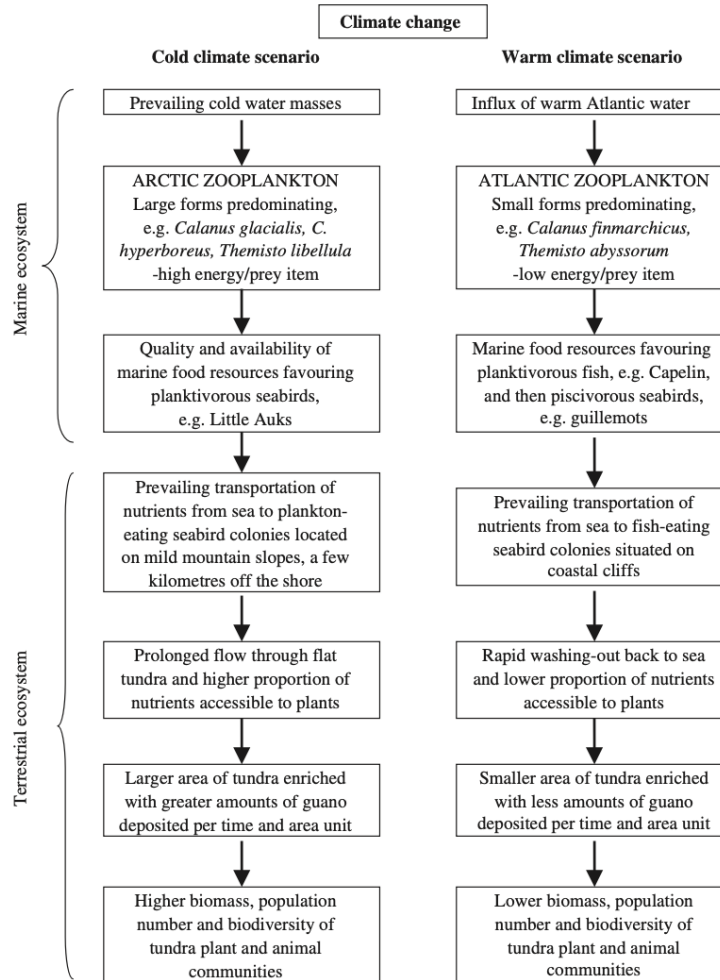 Climate change
Cold climate scenario
Warm climate scenario
Marine ecosystem
Prevailing cold water masses
ARCTIC ZOOPLANKTON
Large forms predominating,
e.g. Calanus glacialis, C.
hyperboreus, Themisto libellula
-high energy/prey item
Quality and availability of
marine food resources favouring
planktivorous seabirds,
e.g. Little Auks
Terrestrial ecosystem
Prevailing transportation of
nutrients from sea to plankton-
eating seabird colonies located
on mild mountain slopes, a few
kilometres off the shore
Prolonged flow through flat
tundra and higher proportion of
nutrients accessible to plants
Larger area of tundra enriched
with greater amounts of guano
deposited per time and area unit
Higher biomass, population
number and biodiversity of
tundra plant and animal
communities
Influx of warm Atlantic water
ATLANTIC ZOOPLANKTON
Small forms predominating,
e.g. Calanus finmarchicus,
Themisto abyssorum
-low energy/prey item
Marine food resources favouring
planktivorous fish, e.g. Capelin,
and then piscivorous seabirds,
e.g. guillemots
Prevailing transportation of
nutrients from sea to fish-eating
seabird colonies situated on
coastal cliffs
Rapid washing-out back to sea
and lower proportion of nutrients
accessible to plants
Smaller area of tundra enriched
with less amounts of guano
deposited per time and area unit
Lower biomass, population
number and biodiversity of
tundra plant and animal
communities